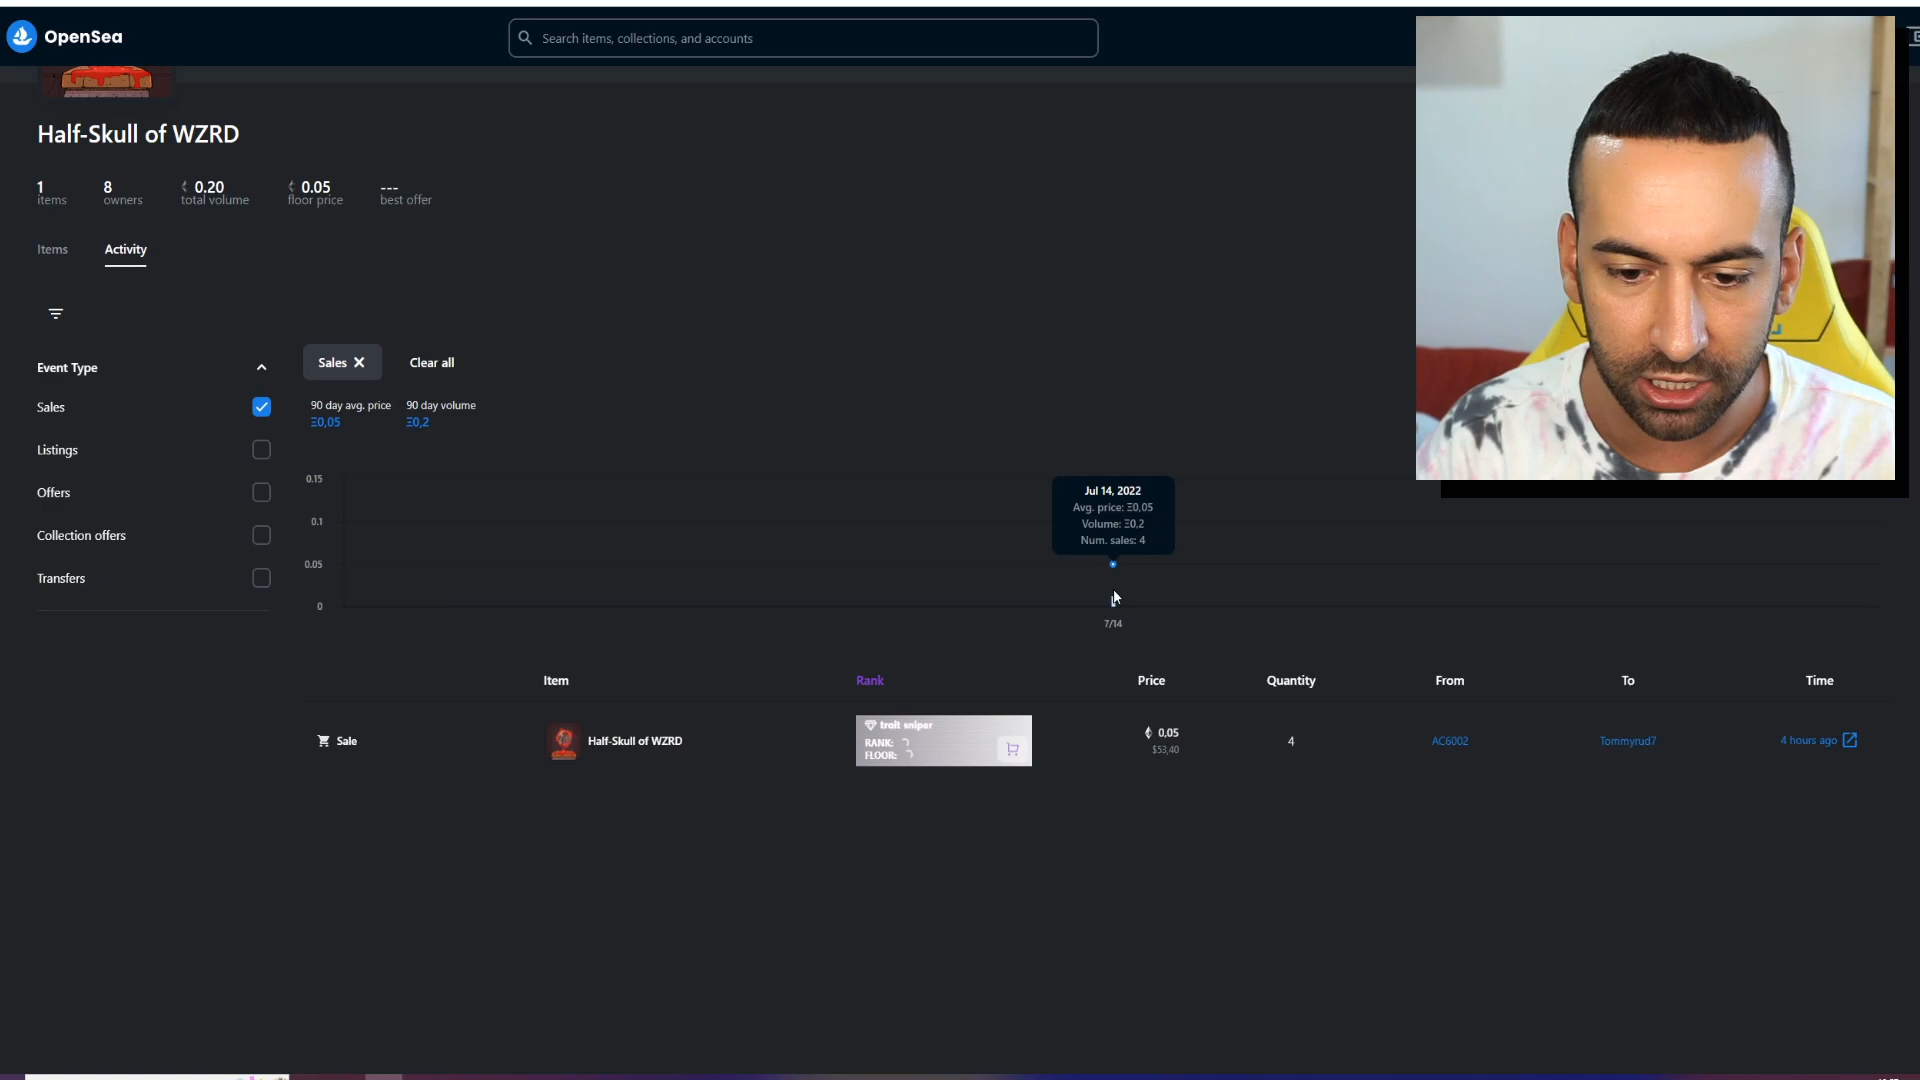 OpenSea
Search items, collections, and accounts
Half-Skull of WZRD
1 8 0.20 0.05 ---
items owners total volume floor price best offer
Items Activity
Event Type
Sales
Listings
Offers
Collection offers
Transfers
Sales Clear all
90 day avg. price 90 day volume
Ξ0,05 Ξ0,2
0.15
0.1
0.05
0
Jul 14, 2022
Avg. price: Ξ0,05
Volume: Ξ0,2
Num. sales: 4
7/14
Item Rank Price Quantity From To Time
Sale Half-Skull of WZRD
trait sniper
RANK:
FLOOR:
0,05
$53,40
4 AC6002 Tommyrud7 4 hours ago